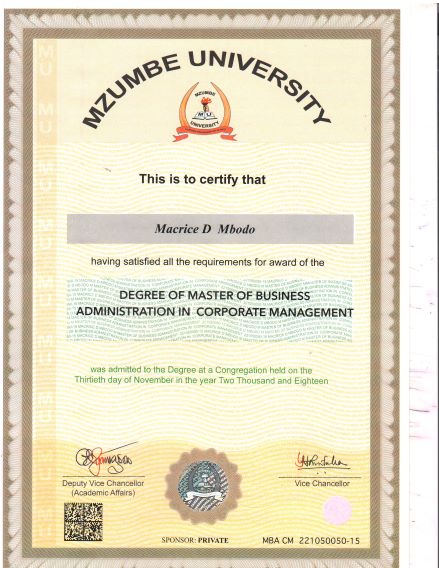 MZUMBE UNIVERSITY
MZUMBE
M U
UNIVERSITY
This is to certify that
Macrice D Mbodo
having satisfied all the requirements for award of the
DEGREE OF MASTER OF BUSINESS
ADMINISTRATION IN CORPORATE MANAGEMENT
was admitted to the Degree at a Congregation held on the
Thirtieth day of November in the year Two Thousand and Eighteen
Deputy Vice Chancellor
(Academic Affairs)
Vice Chancellor
SPONSOR: PRIVATE
MBA CM 221050050-15